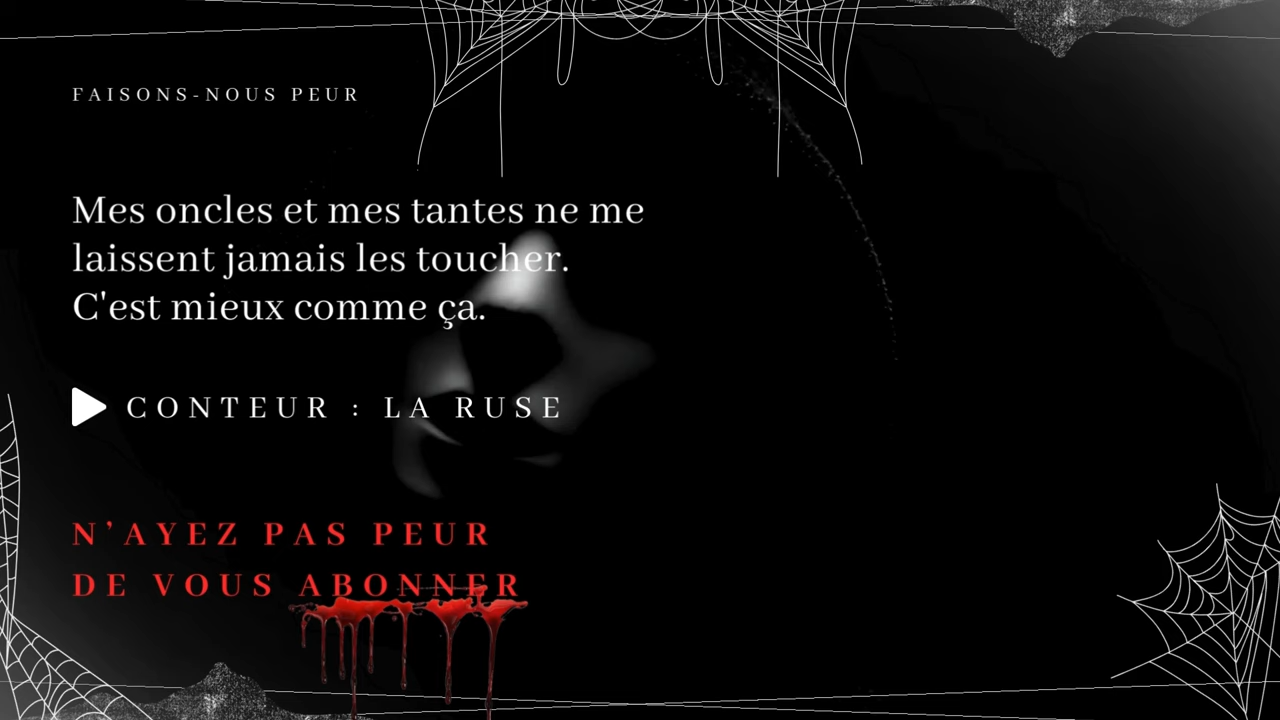 FAISONS-NOUS PEUR
Mes oncles et mes tantes ne me
laissent jamais les toucher.
C'est mieux comme ça.
CONTEUR : LA RUSE
N’AYEZ PAS PEUR
DE VOUS ABONNER